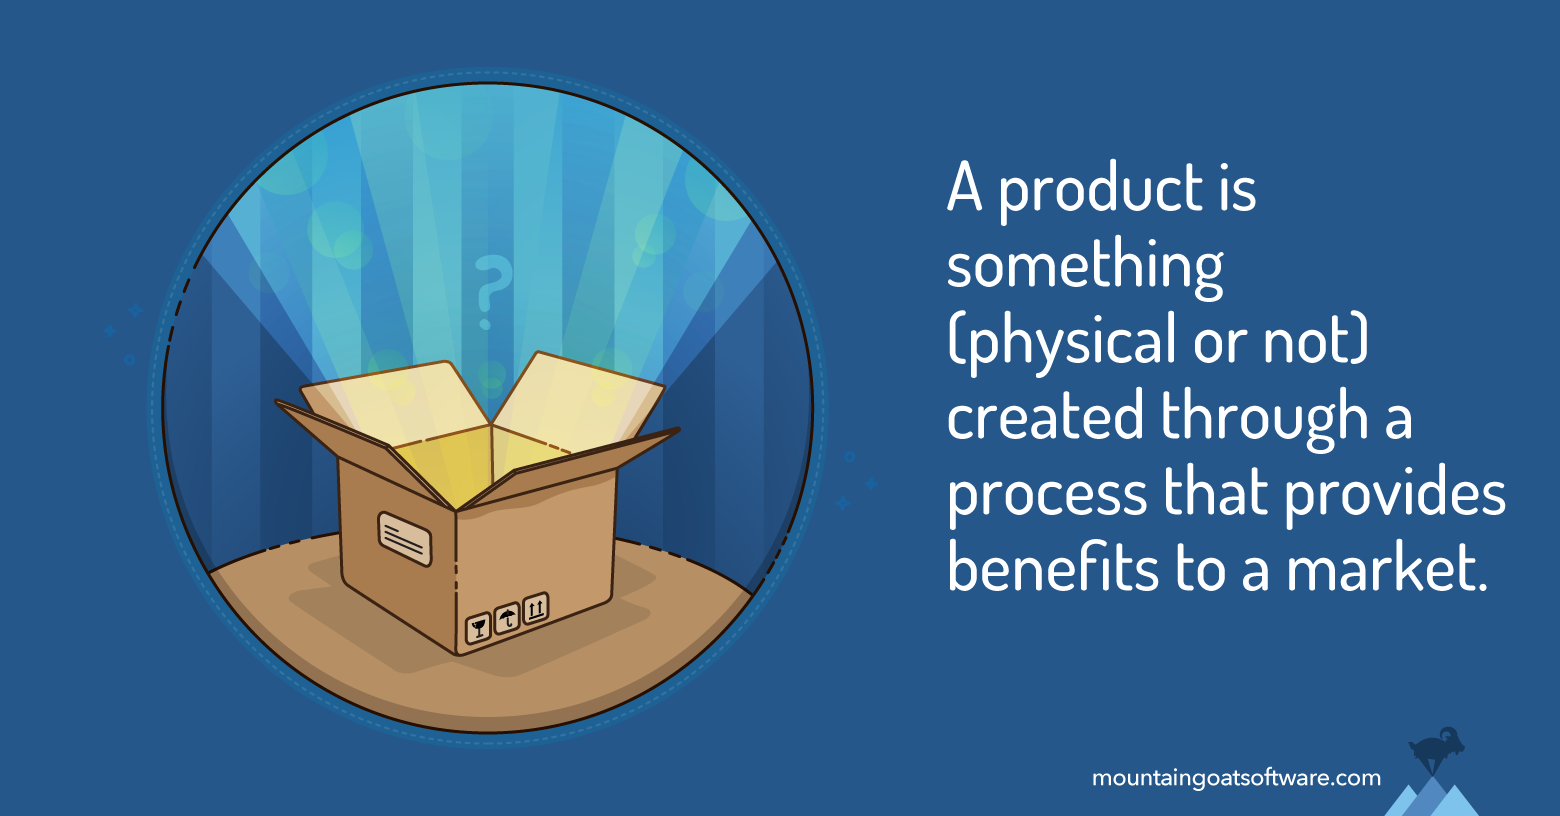 ?
A product is
something
(physical or not)
created through a
process that provides
benefits to a market.
mountaingoatsoftware.com